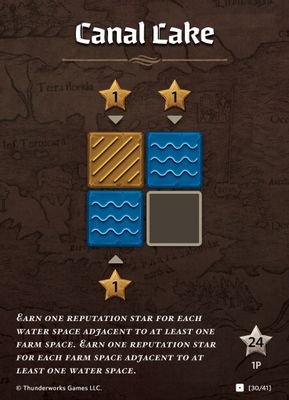 Canal Lake
1 1
1
Earn one reputation star for each
water space adjacent to at least one
farm space. Earn one reputation star
for each farm space adjacent to at
least one water space.
24
1P
© Thunderworks Games LLC.
[30/41]